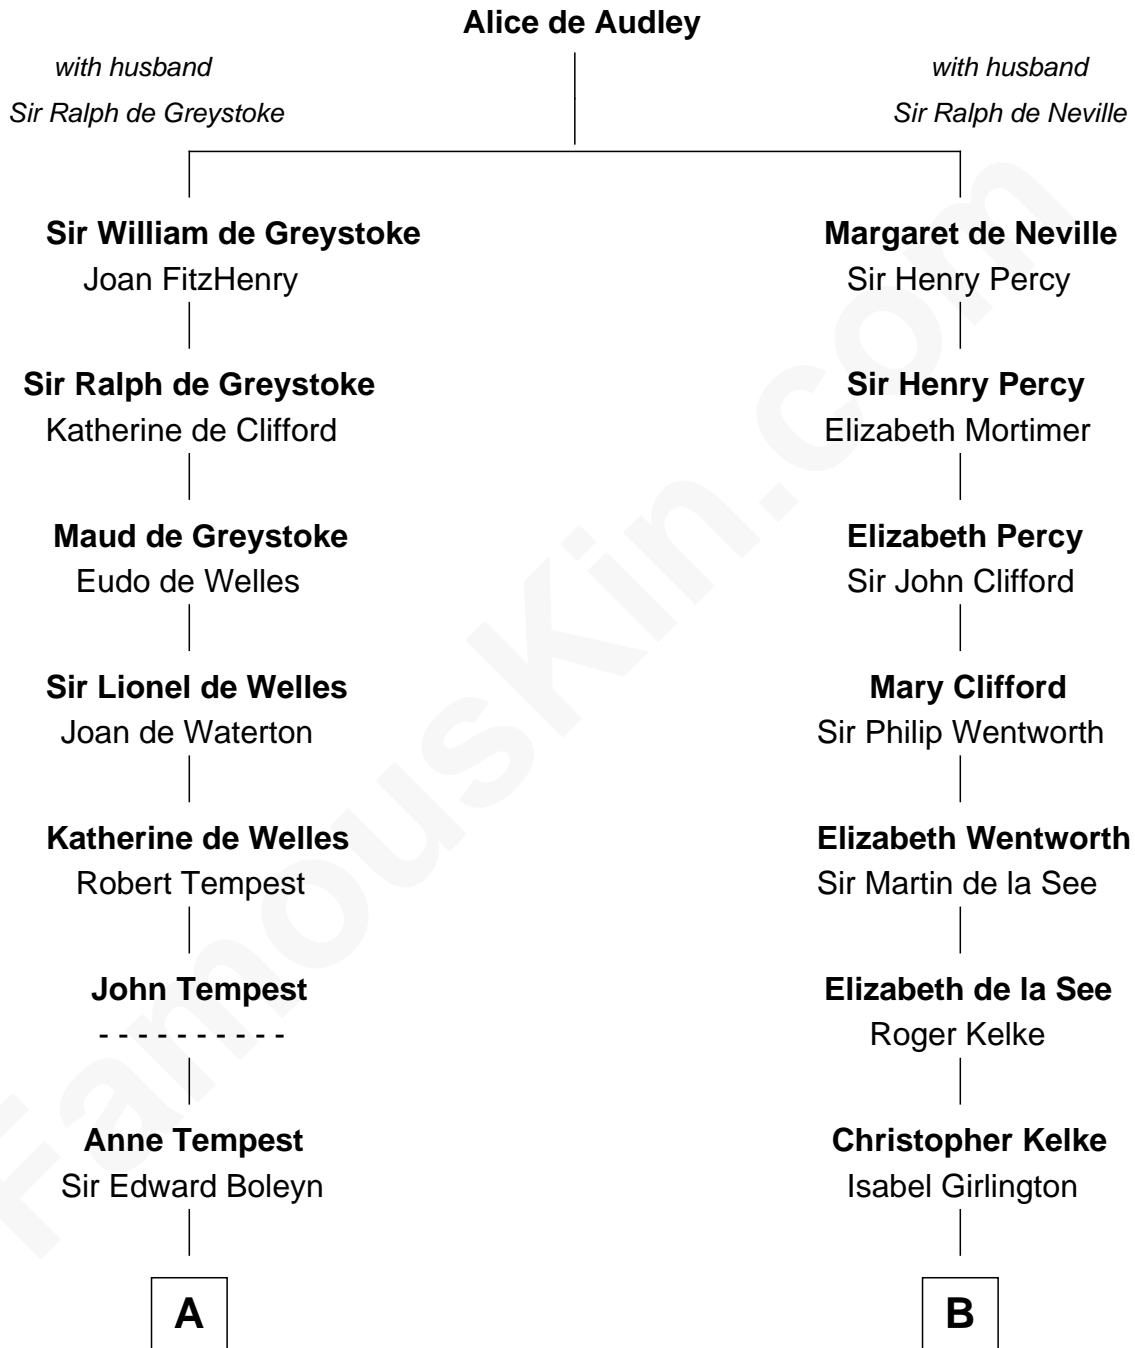 Alice de Audley
with husband
Sir Ralph de Greystoke
with husband
Sir Ralph de Neville
Sir William de Greystoke
Joan FitzHenry
Margaret de Neville
Sir Henry Percy
Sir Ralph de Greystoke
Katherine de Clifford
Sir Henry Percy
Elizabeth Mortimer
Maud de Greystoke
Eudo de Welles
Elizabeth Percy
Sir John Clifford
Sir Lionel de Welles
Joan de Waterton
Mary Clifford
Sir Philip Wentworth
Katherine de Welles
Robert Tempest
Elizabeth Wentworth
Sir Martin de la See
John Tempest
- - - - - - - - - -
Elizabeth de la See
Roger Kelke
Anne Tempest
Sir Edward Boleyn
Christopher Kelke
Isabel Girlington
A
B
FamousKin.com